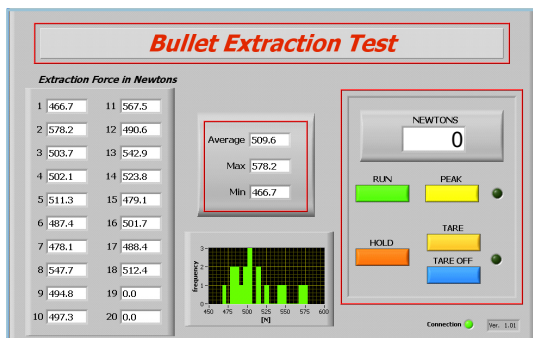 Bullet Extraction Test
Extraction Force in Newtons
1 466.7 11 567.5
2 578.2 12 490.6
3 503.7 13 542.9
4 502.1 14 523.8
5 511.3 15 479.1
6 487.4 16 501.7
7 478.1 17 488.4
8 547.7 18 512.4
9 494.8 19 0.0
10 497.3 20 0.0
Average 509.6
Max 578.2
Min 466.7
frequency
3
2
1
0
450 475 500 525 550 575 600
[N]
NEWTONS
0
RUN PEAK
HOLD TARE
TARE OFF
Connection Ver. 1.01